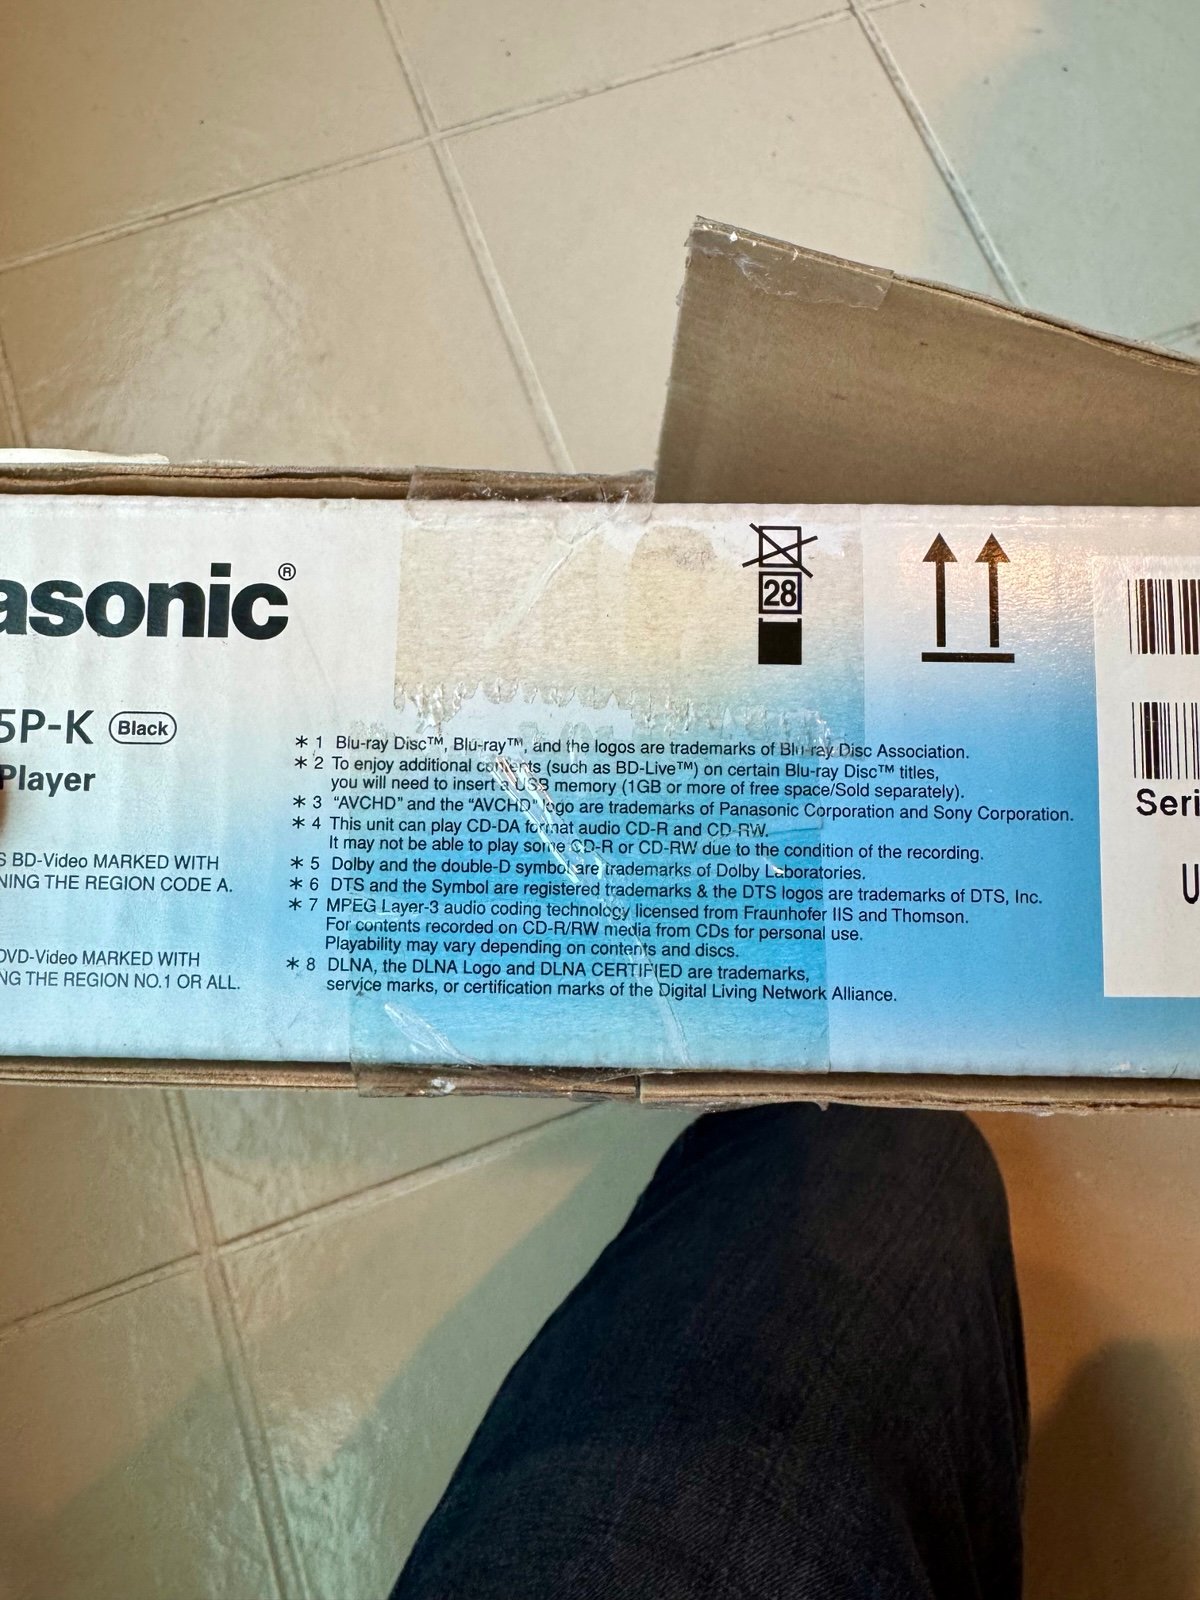 asonic®
28
5P-K Black
Player
S BD-Video MARKED WITH
NING THE REGION CODE A.
DVD-Video MARKED WITH
NG THE REGION NO.1 OR ALL.
* 1 Blu-ray Disc™, Blu-ray™, and the logos are trademarks of Blu-ray Disc Association.
* 2 To enjoy additional contents (such as BD-Live™) on certain Blu-ray Disc™ titles,
you will need to insert a USB memory (1GB or more of free space/Sold separately).
* 3 “AVCHD” and the “AVCHD” logo are trademarks of Panasonic Corporation and Sony Corporation.
* 4 This unit can play CD-DA format audio CD-R and CD-RW.
It may not be able to play some CD-R or CD-RW due to the condition of the recording.
* 5 Dolby and the double-D symbol are trademarks of Dolby Laboratories.
* 6 DTS and the Symbol are registered trademarks & the DTS logos are trademarks of DTS, Inc.
* 7 MPEG Layer-3 audio coding technology licensed from Fraunhofer IIS and Thomson.
For contents recorded on CD-R/RW media from CDs for personal use.
Playability may vary depending on contents and discs.
* 8 DLNA, the DLNA Logo and DLNA CERTIFIED are trademarks,
service marks, or certification marks of the Digital Living Network Alliance.
Seri
U